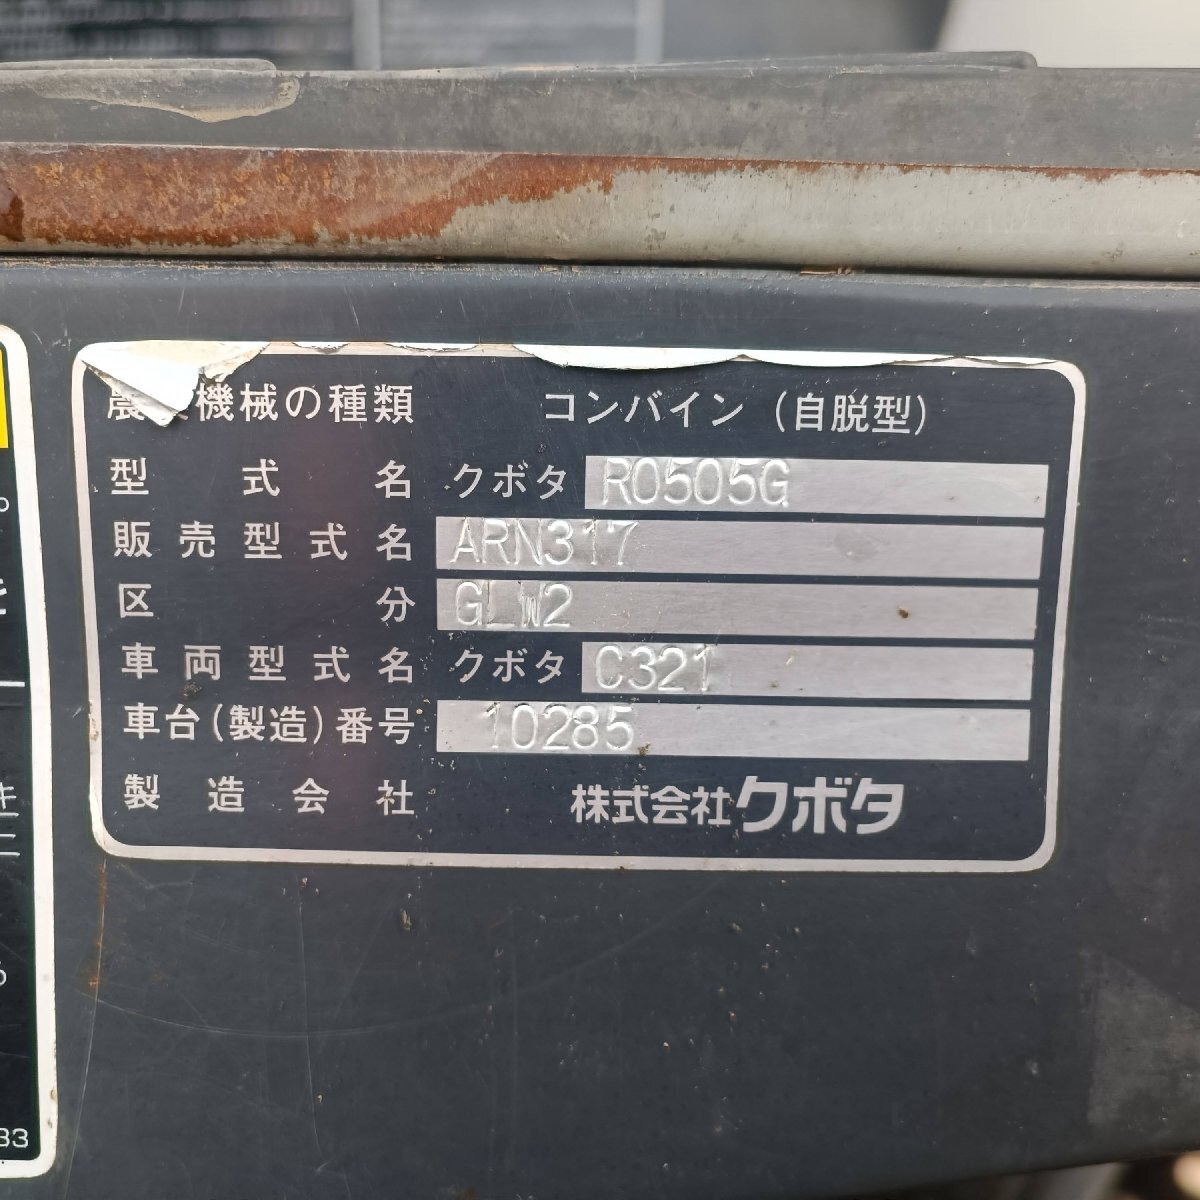 農 機械の種類 コンバイン (自脱型)
型式名 クボタ R0505G
販売型式名 ARN317
区分 GLW2
車両型式名 クボタ C321
車台(製造)番号 10285
製造会社 株式会社クボタ
33